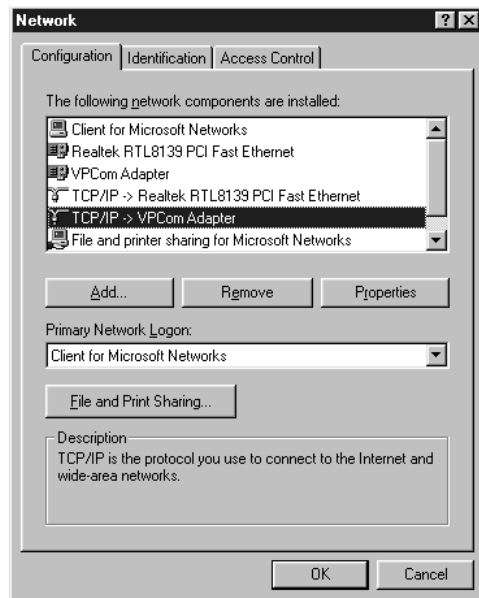 Network
Configuration Identification Access Control
The following network components are installed:
Client for Microsoft Networks
Realtek RTL8139 PCI Fast Ethernet
VPCom Adapter
TCP/IP -> Realtek RTL8139 PCI Fast Ethernet
TCP/IP -> VPCom Adapter
File and printer sharing for Microsoft Networks
Add... Remove Properties
Primary Network Logon:
Client for Microsoft Networks
File and Print Sharing...
Description
TCP/IP is the protocol you use to connect to the Internet and
wide-area networks.
OK Cancel